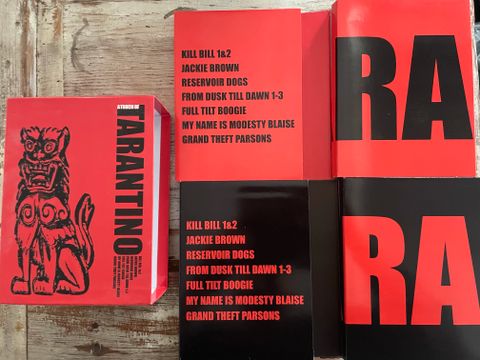 A TOUCH OF
TARANTINO
KILL BILL 1&2
JACKIE BROWN
RESERVOIR DOGS
FROM DUSK TILL DAWN 1-3
FULL TILT BOOGIE
MY NAME IS MODESTY BLAISE
GRAND THEFT PARSONS
RA
KILL BILL 1&2
JACKIE BROWN
RESERVOIR DOGS
FROM DUSK TILL DAWN 1-3
FULL TILT BOOGIE
MY NAME IS MODESTY BLAISE
GRAND THEFT PARSONS
RA